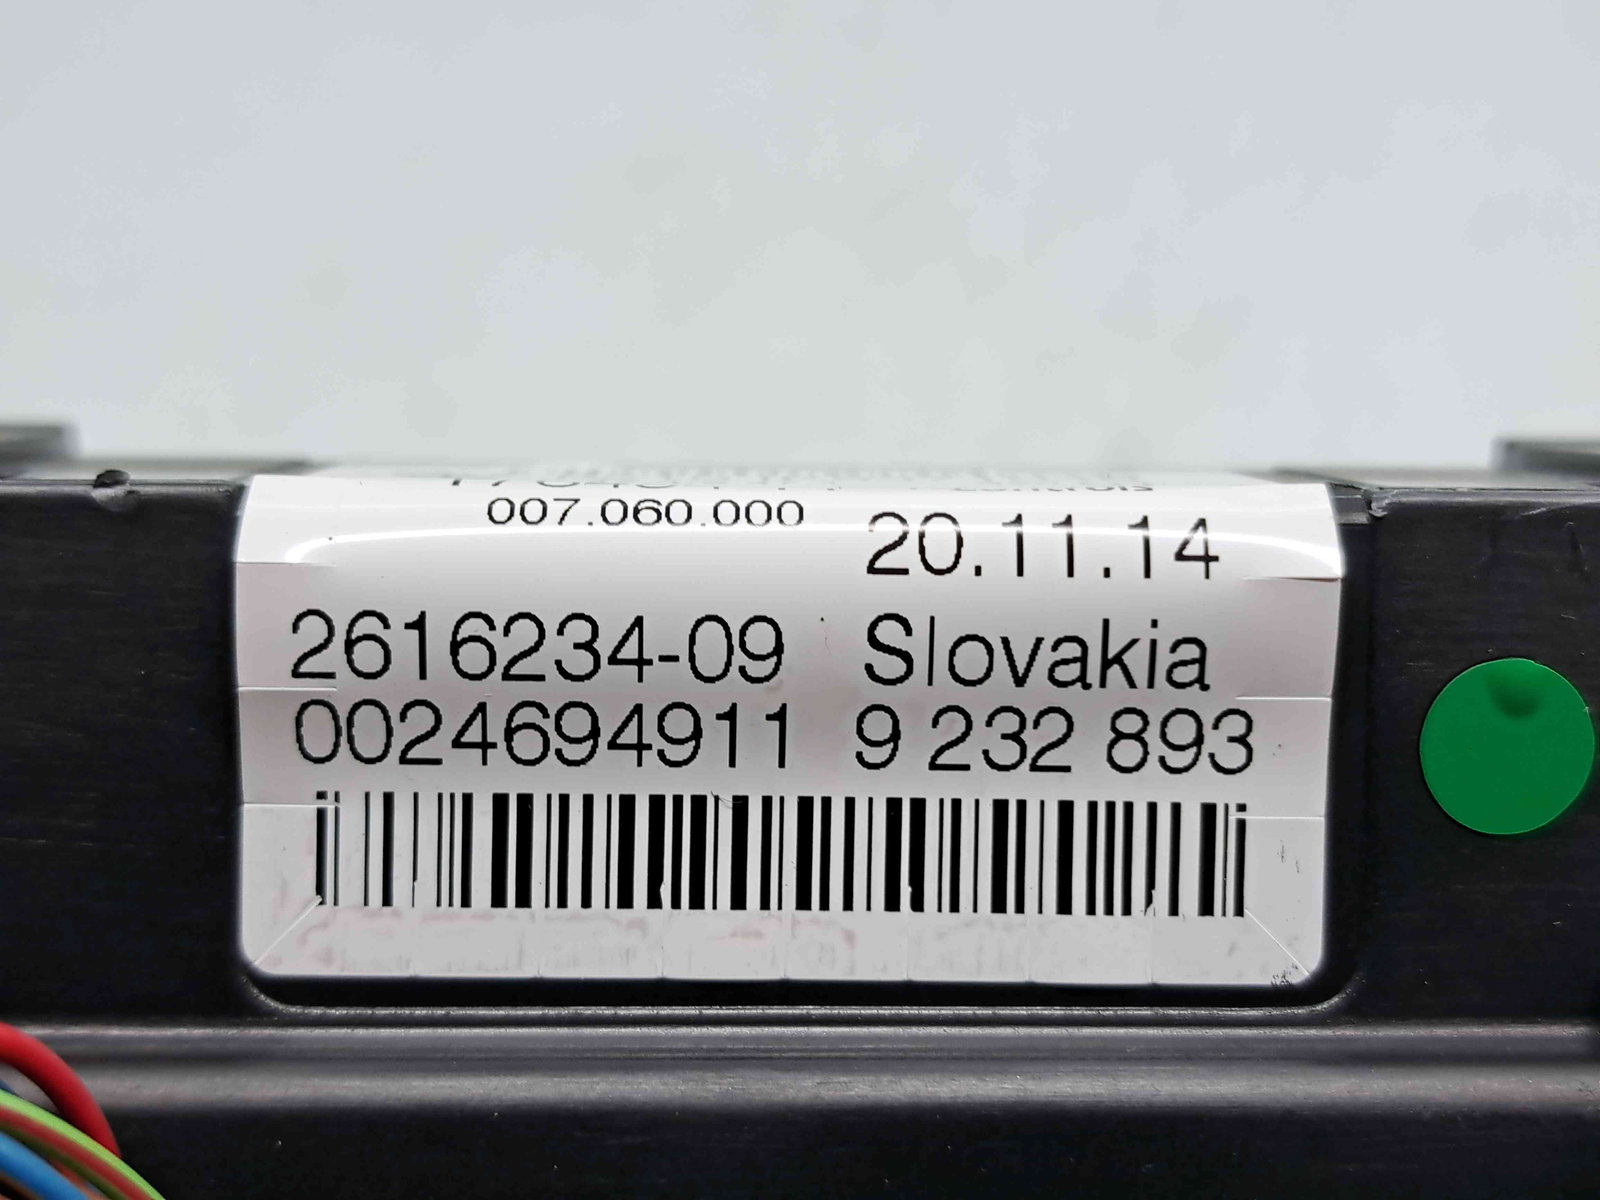 007.060.000
20.11.14
2616234-09 Slovakia
0024694911 9 232 893